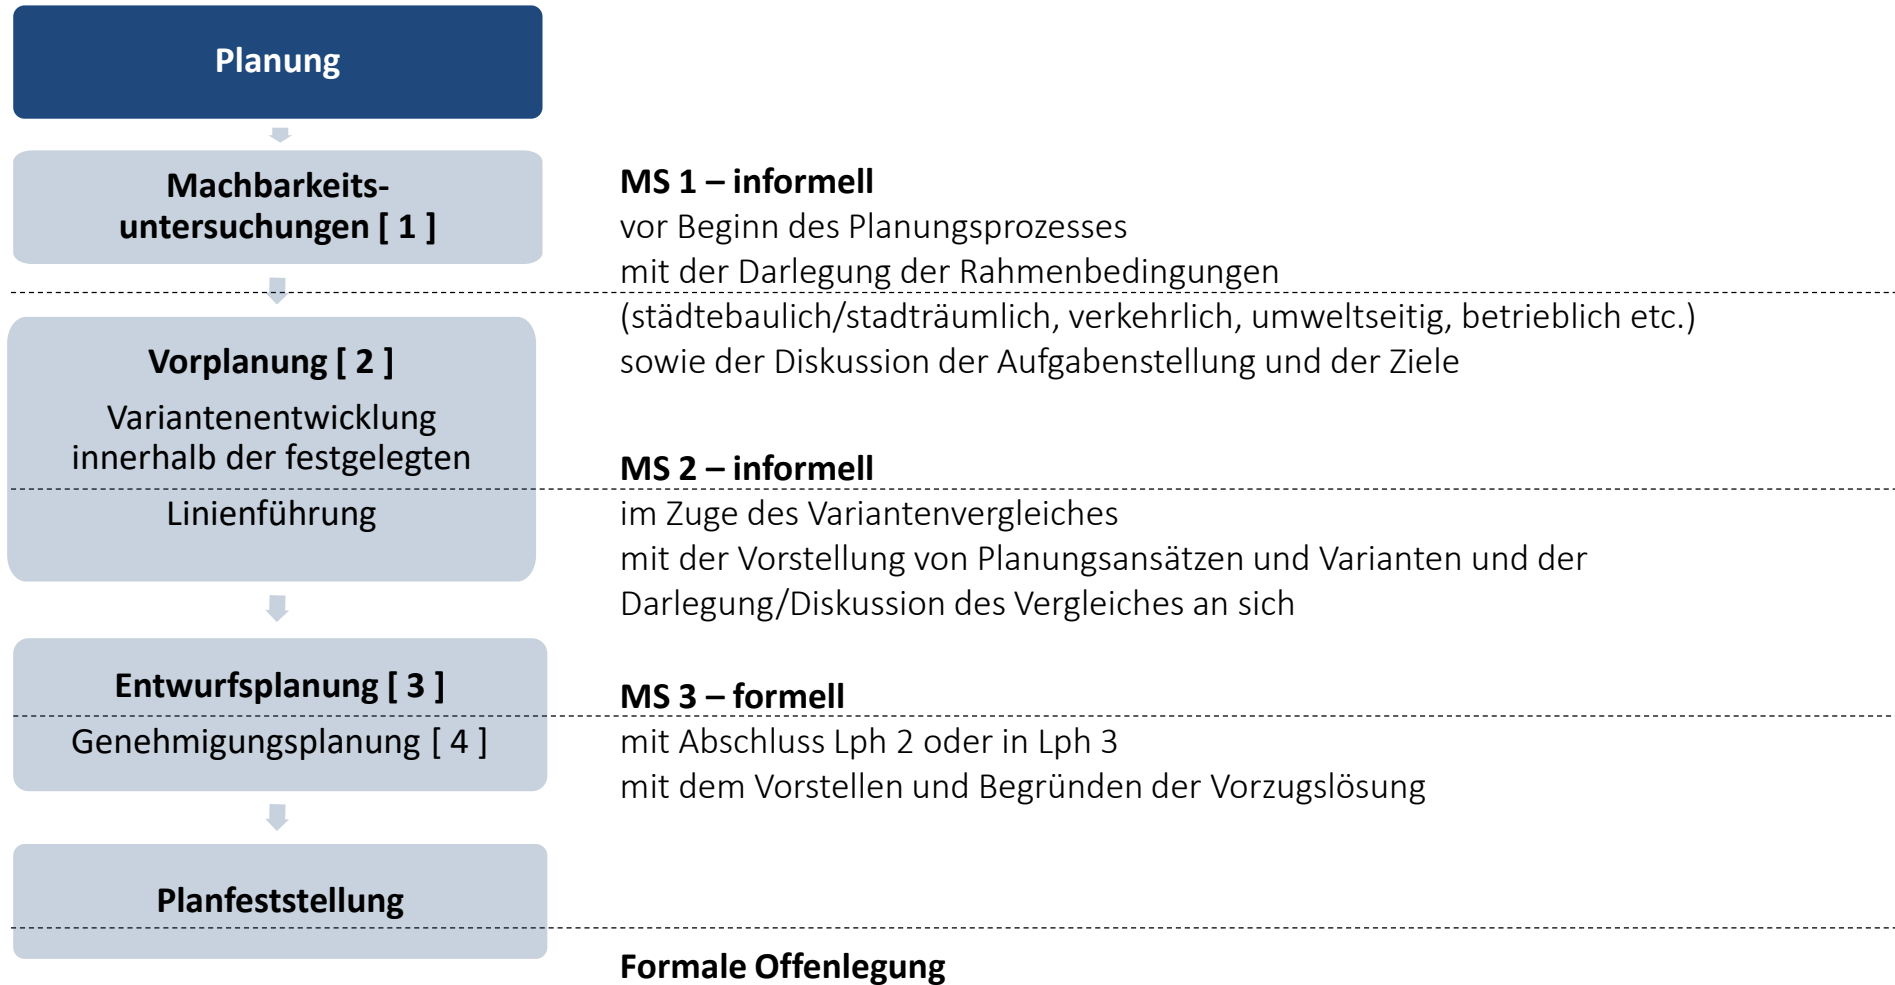 Planung
Machbarkeits-
untersuchungen [ 1 ]
MS 1 – informell
vor Beginn des Planungsprozesses
mit der Darlegung der Rahmenbedingungen
(städtebaulich/stadträumlich, verkehrlich, umweltseitig, betrieblich etc.)
sowie der Diskussion der Aufgabenstellung und der Ziele
Vorplanung [ 2 ]
Variantenentwicklung
innerhalb der festgelegten
Linienführung
MS 2 – informell
im Zuge des Variantenvergleiches
mit der Vorstellung von Planungsansätzen und Varianten und der
Darlegung/Diskussion des Vergleiches an sich
Entwurfsplanung [ 3 ]
Genehmigungsplanung [ 4 ]
MS 3 – formell
mit Abschluss Lph 2 oder in Lph 3
mit dem Vorstellen und Begründen der Vorzugslösung
Planfeststellung
Formale Offenlegung